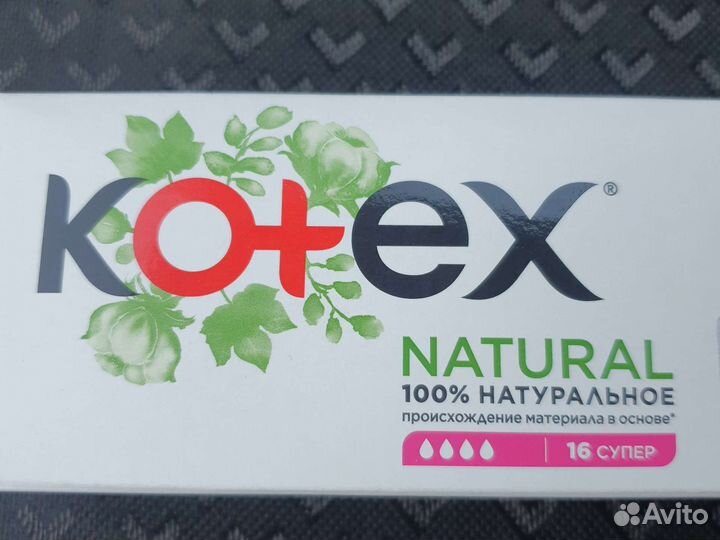 Kotex®
NATURAL
100% НАТУРАЛЬНОЕ
происхождение материала в основе*
16 СУПЕР
Avito